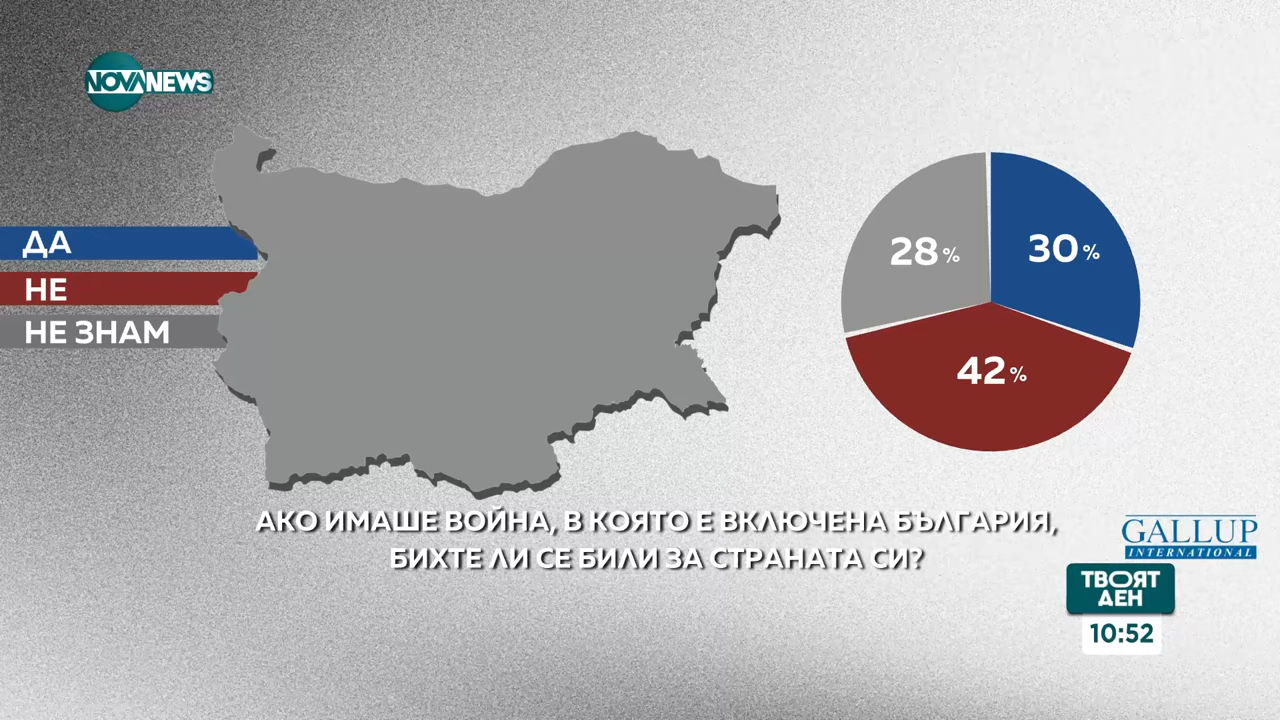 NOVANEWS
ДА
НЕ
НЕ ЗНАМ
28%
30%
42%
АКО ИМАШЕ ВОЙНА, В КОЯТО Е ВКЛЮЧЕНА БЪЛГАРИЯ,
БИХТЕ ЛИ СЕ БИЛИ ЗА СТРАНАТА СИ?
GALLUP
INTERNATIONAL
ТВОЯТ
ДЕН
10:52